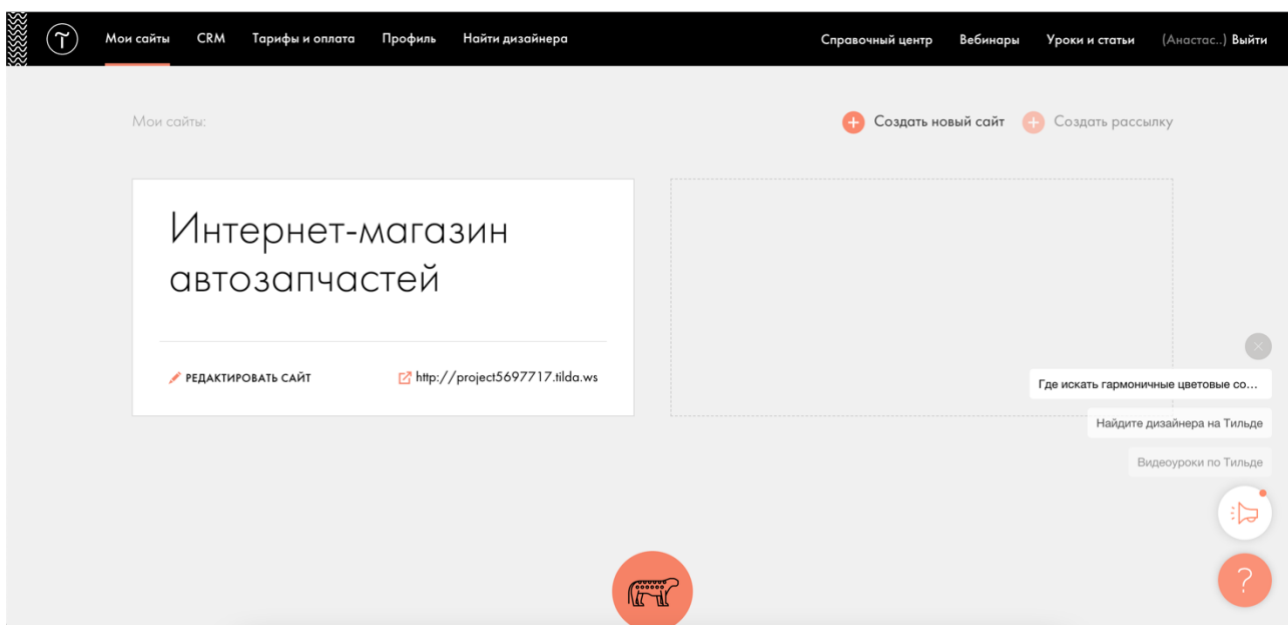 Мои сайты CRM Тарифы и оплата Профиль Найти дизайнера Справочный центр Вебинары Уроки и статьи (Анастас..) Выйти
Мои сайты: Создать новый сайт Создать рассылку
Интернет-магазин
автозапчастей
РЕДАКТИРОВАТЬ САЙТ http://project5697717.tilda.ws
Где искать гармоничные цветовые со...
Найдите дизайнера на Тильде
Видеоуроки по Тильде
?